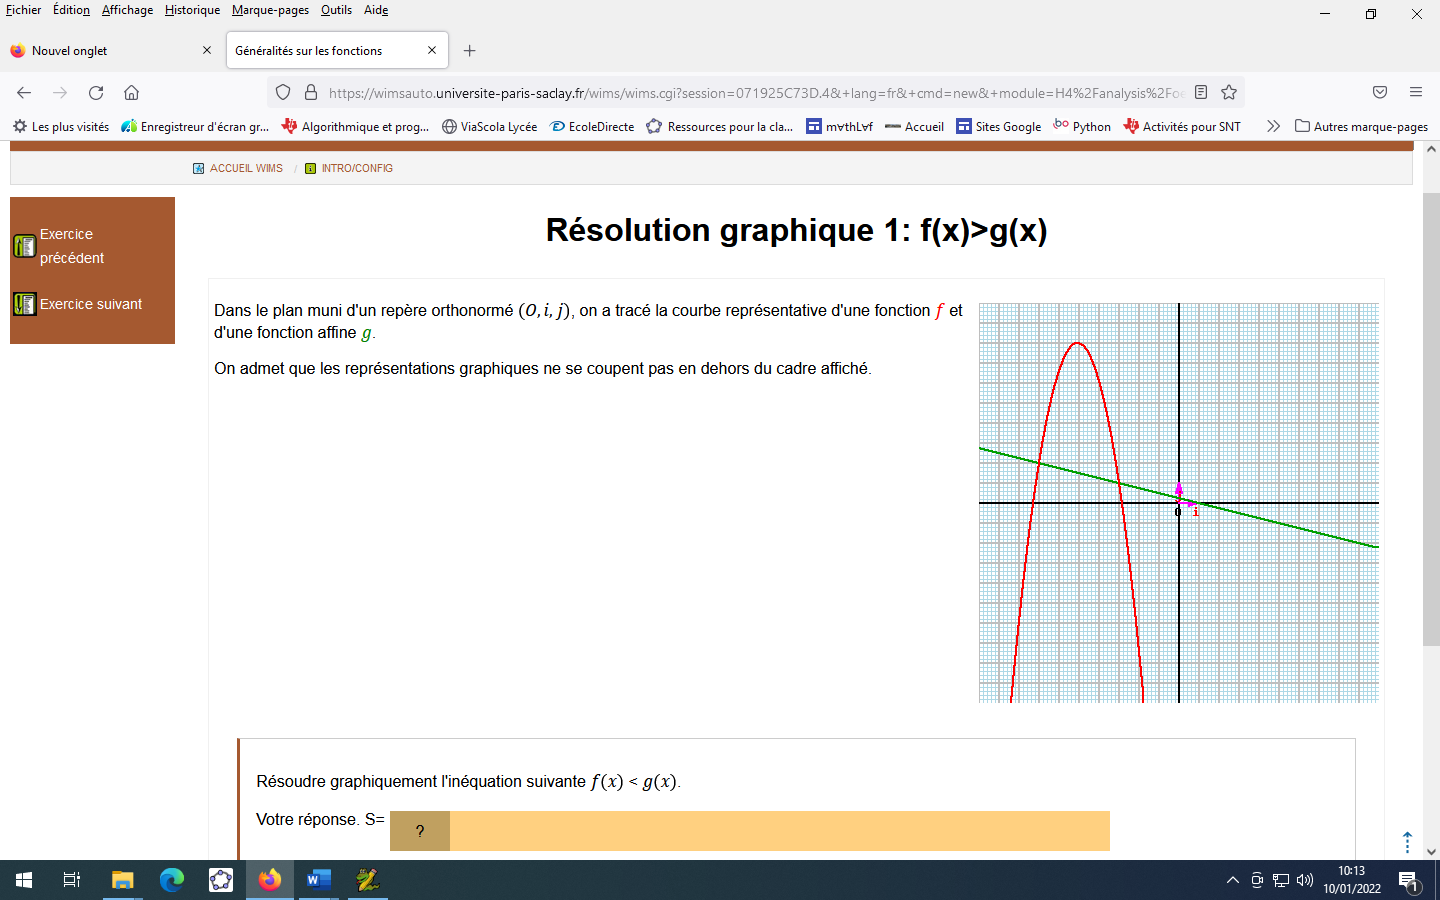 Fichier Édition Affichage Historique Marque-pages Outils Aide
Nouvel onglet
Généralités sur les fonctions
https://wimsauto.universite-paris-saclay.fr/wims/wims.cgi?session=071925C73D.4&+lang=fr&+cmd=new&+module=H4%2Fanalysis%2Foe
Les plus visités Enregistreur d'écran gr... Algorithmique et prog... ViaScola Lycée EcoleDirecte Ressources pour la cla... m∀thL∀f Accueil Sites Google Python Activités pour SNT Autres marque-pages
ACCUEIL WIMS / INTRO/CONFIG
Exercice
précédent
Exercice suivant
Résolution graphique 1: f(x)>g(x)
Dans le plan muni d'un repère orthonormé (O, i, j), on a tracé la courbe représentative d'une fonction f et
d'une fonction affine g.
On admet que les représentations graphiques ne se coupent pas en dehors du cadre affiché.
0 i
Résoudre graphiquement l'inéquation suivante f(x) < g(x).
Votre réponse. S= ?
10:13
10/01/2022
1